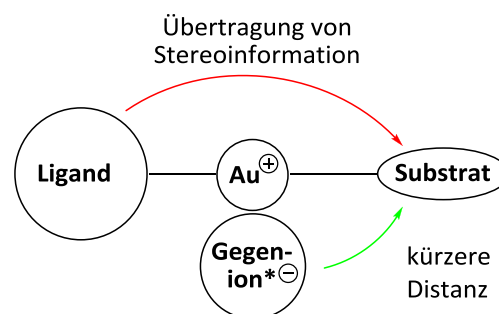 Übertragung von
Stereoinformation
Ligand
Au⊕
Substrat
Gegen-
ion*⊖
kürzere
Distanz